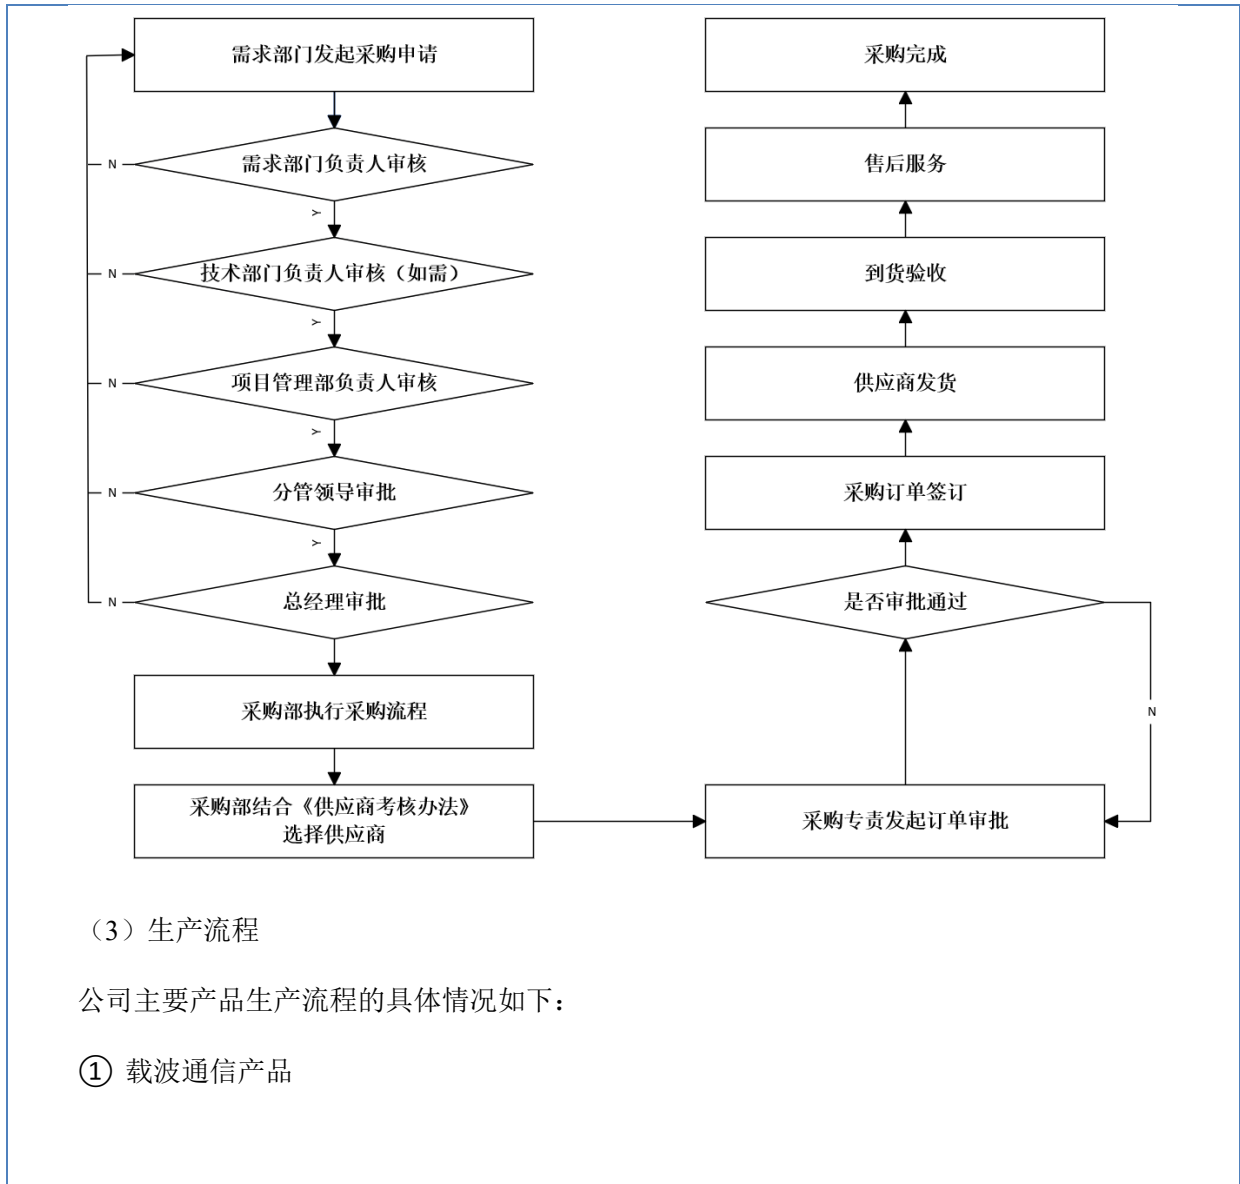 需求部门发起采购申请
N
需求部门负责人审核
Y
N
技术部门负责人审核（如需）
Y
N
项目管理部负责人审核
Y
N
分管领导审批
Y
N
总经理审批
采购部执行采购流程
采购部结合《供应商考核办法》
选择供应商
采购完成
售后服务
到货验收
供应商发货
采购订单签订
是否审批通过
N
采购专责发起订单审批
（3）生产流程
公司主要产品生产流程的具体情况如下：
① 载波通信产品